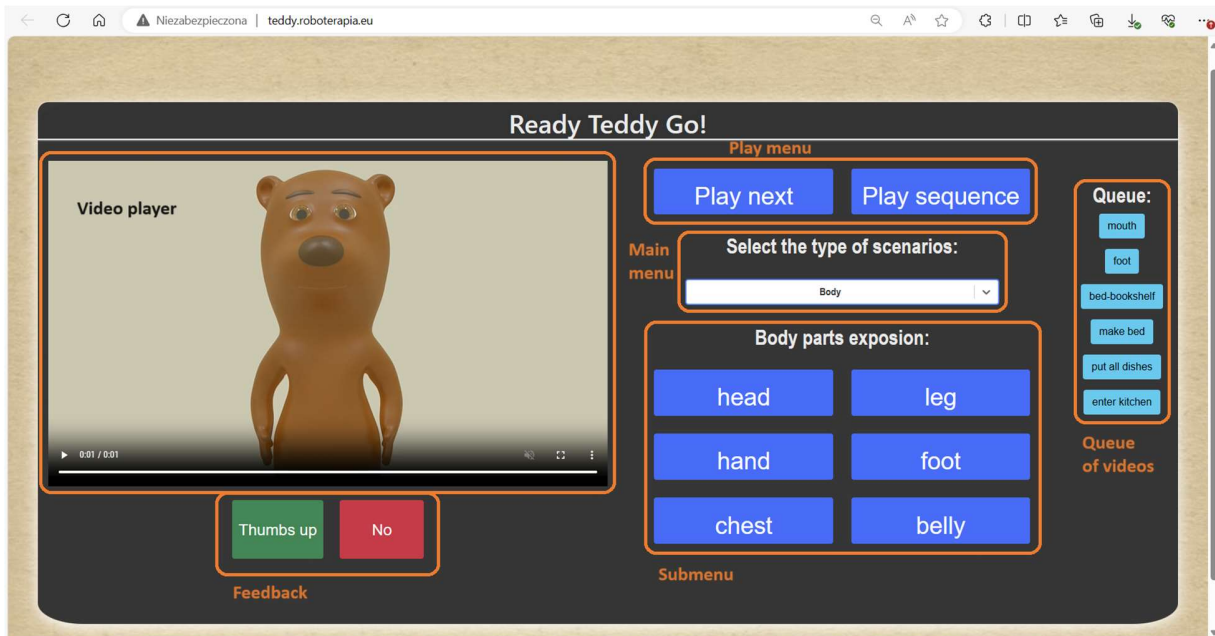 Niezabezpieczona | teddy.roboterapia.eu
Ready Teddy Go!
Video player
0:01 / 0:01
Thumbs up
No
Feedback
Play menu
Play next
Play sequence
Main
menu
Select the type of scenarios:
Body
Body parts exposion:
head
leg
hand
foot
chest
belly
Submenu
Queue:
mouth
foot
bed-bookshelf
make bed
put all dishes
enter kitchen
Queue
of videos